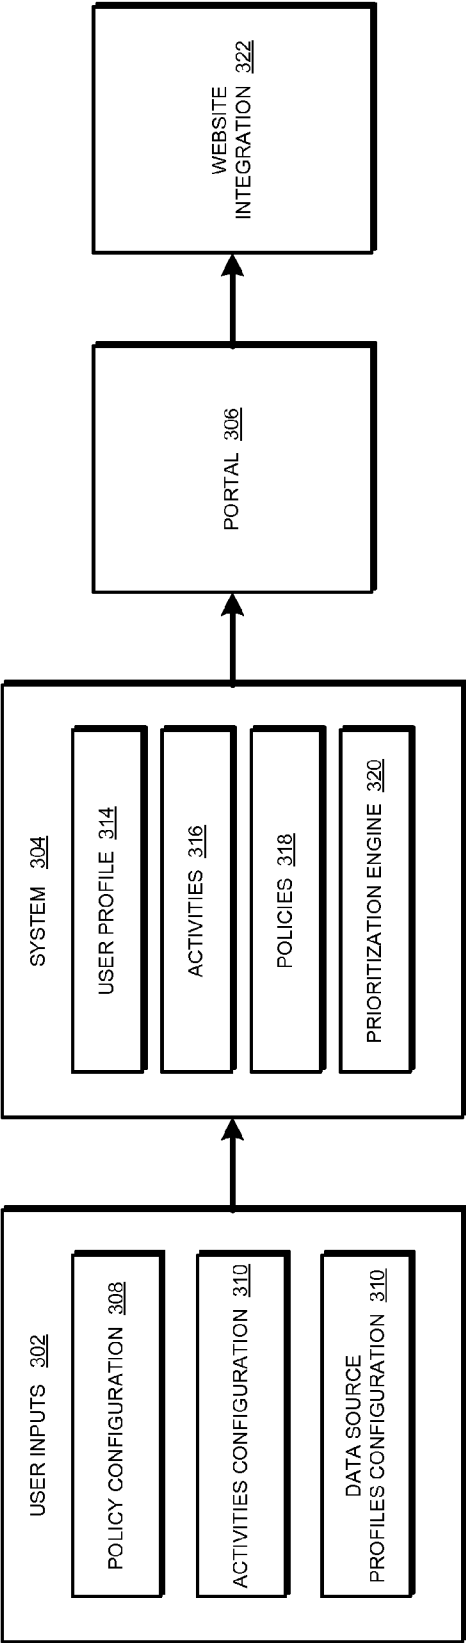 USER INPUTS 302
POLICY CONFIGURATION 308
ACTIVITIES CONFIGURATION 310
DATA SOURCE
PROFILES CONFIGURATION 310
SYSTEM 304
USER PROFILE 314
ACTIVITIES 316
POLICIES 318
PRIORITIZATION ENGINE 320
PORTAL 306
WEBSITE
INTEGRATION 322